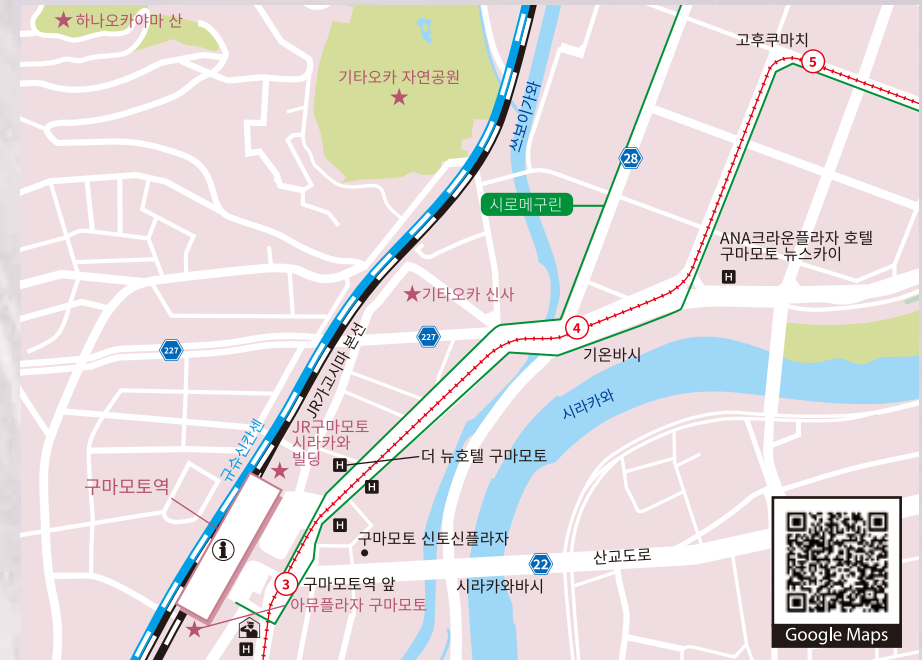 하나오카야마 산
기타오카 자연공원
고후쿠마치
5
쓰보이가와
28
시로메구린
ANA크라운플라자 호텔
구마모토 뉴스카이
H
기타오카 신사
4
227
227
기온바시
JR가고시마 본선
시라카와
규슈신칸센
JR구마모토
시라카와
빌딩
H
더 뉴호텔 구마모토
구마모토역
H
H
구마모토 신토신플라자
22
산교도로
3
구마모토역 앞
시라카와바시
아뮤플라자 구마모토
H
Google Maps